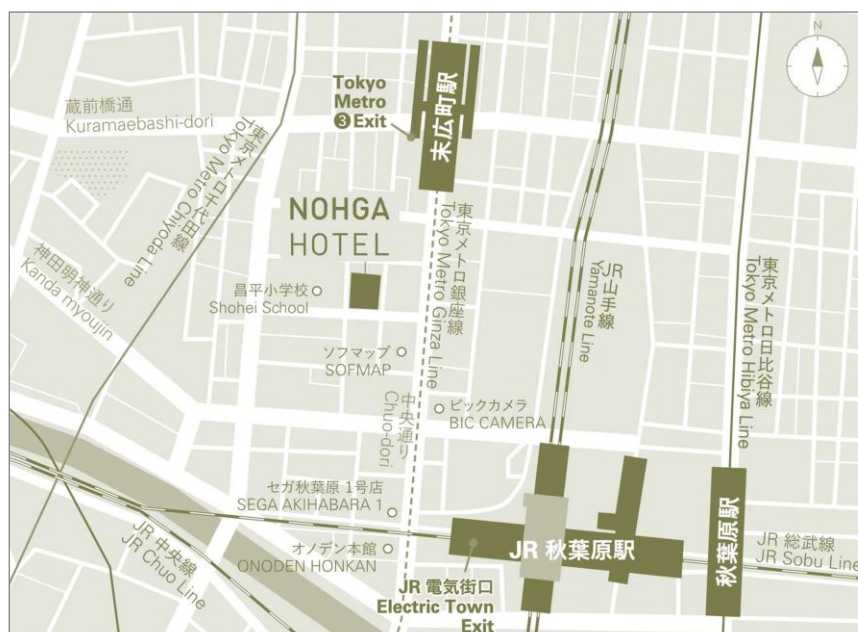 N
Tokyo
Metro
❸Exit
末広町駅
蔵前橋通
Kuramaebashi-dori
東京メトロ千代田線
Tokyo Metro Chiyoda Line
NOHGA
HOTEL
東京メトロ銀座線
Tokyo Metro Ginza Line
神田明神通り
Kanda myoujin
昌平小学校
Shohei School
JR 山手線
JR Yamanote Line
東京メトロ日比谷線
Tokyo Metro Hibiya Line
ソフマップ
SOFMAP
中央通り
Chuo-dori
ビックカメラ
BIC CAMERA
セガ秋葉原 1号店
SEGA AKIHABARA 1
オノデン本館
ONODEN HONKAN
JR 秋葉原駅
秋葉原駅
JR 総武線
JR Sobu Line
JR 中央線
JR Chuo Line
JR 電気街口
Electric Town
Exit